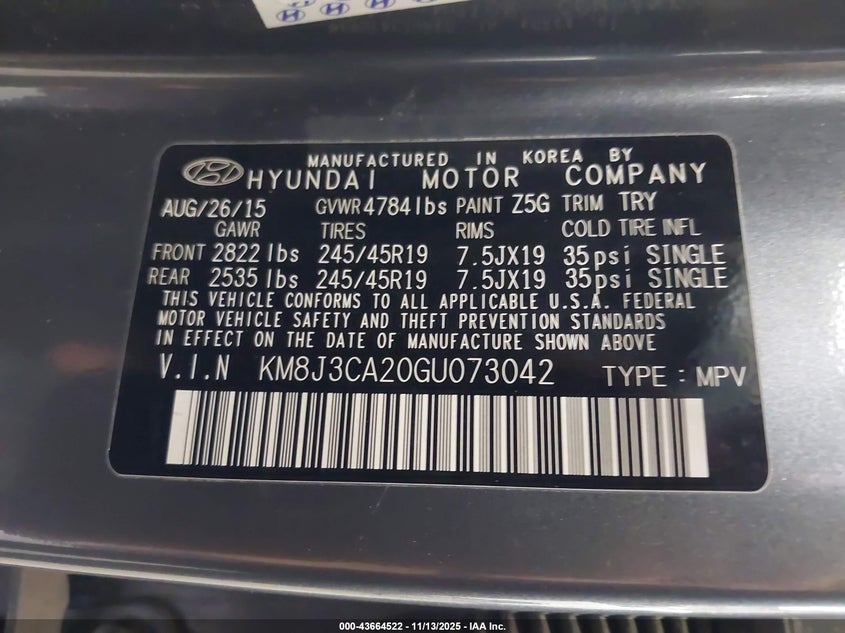 MANUFACTURED IN KOREA BY
HYUNDAI MOTOR COMPANY
AUG/26/15 GVWR4784lbs PAINT Z5G TRIM TRY
GAWR TIRES RIMS COLD TIRE INFL
FRONT 2822 lbs 245/45R19 7.5JX19 35psi SINGLE
REAR 2535 lbs 245/45R19 7.5JX19 35psi SINGLE
THIS VEHICLE CONFORMS TO ALL APPLICABLE U.S.A. FEDERAL
MOTOR VEHICLE SAFETY AND THEFT PREVENTION STANDARDS
IN EFFECT ON THE DATE OF MANUFACTURE SHOWN ABOVE
V.I.N KM8J3CA20GU073042 TYPE : MPV
000-43664522 - 11/13/2025 - IAA Inc.